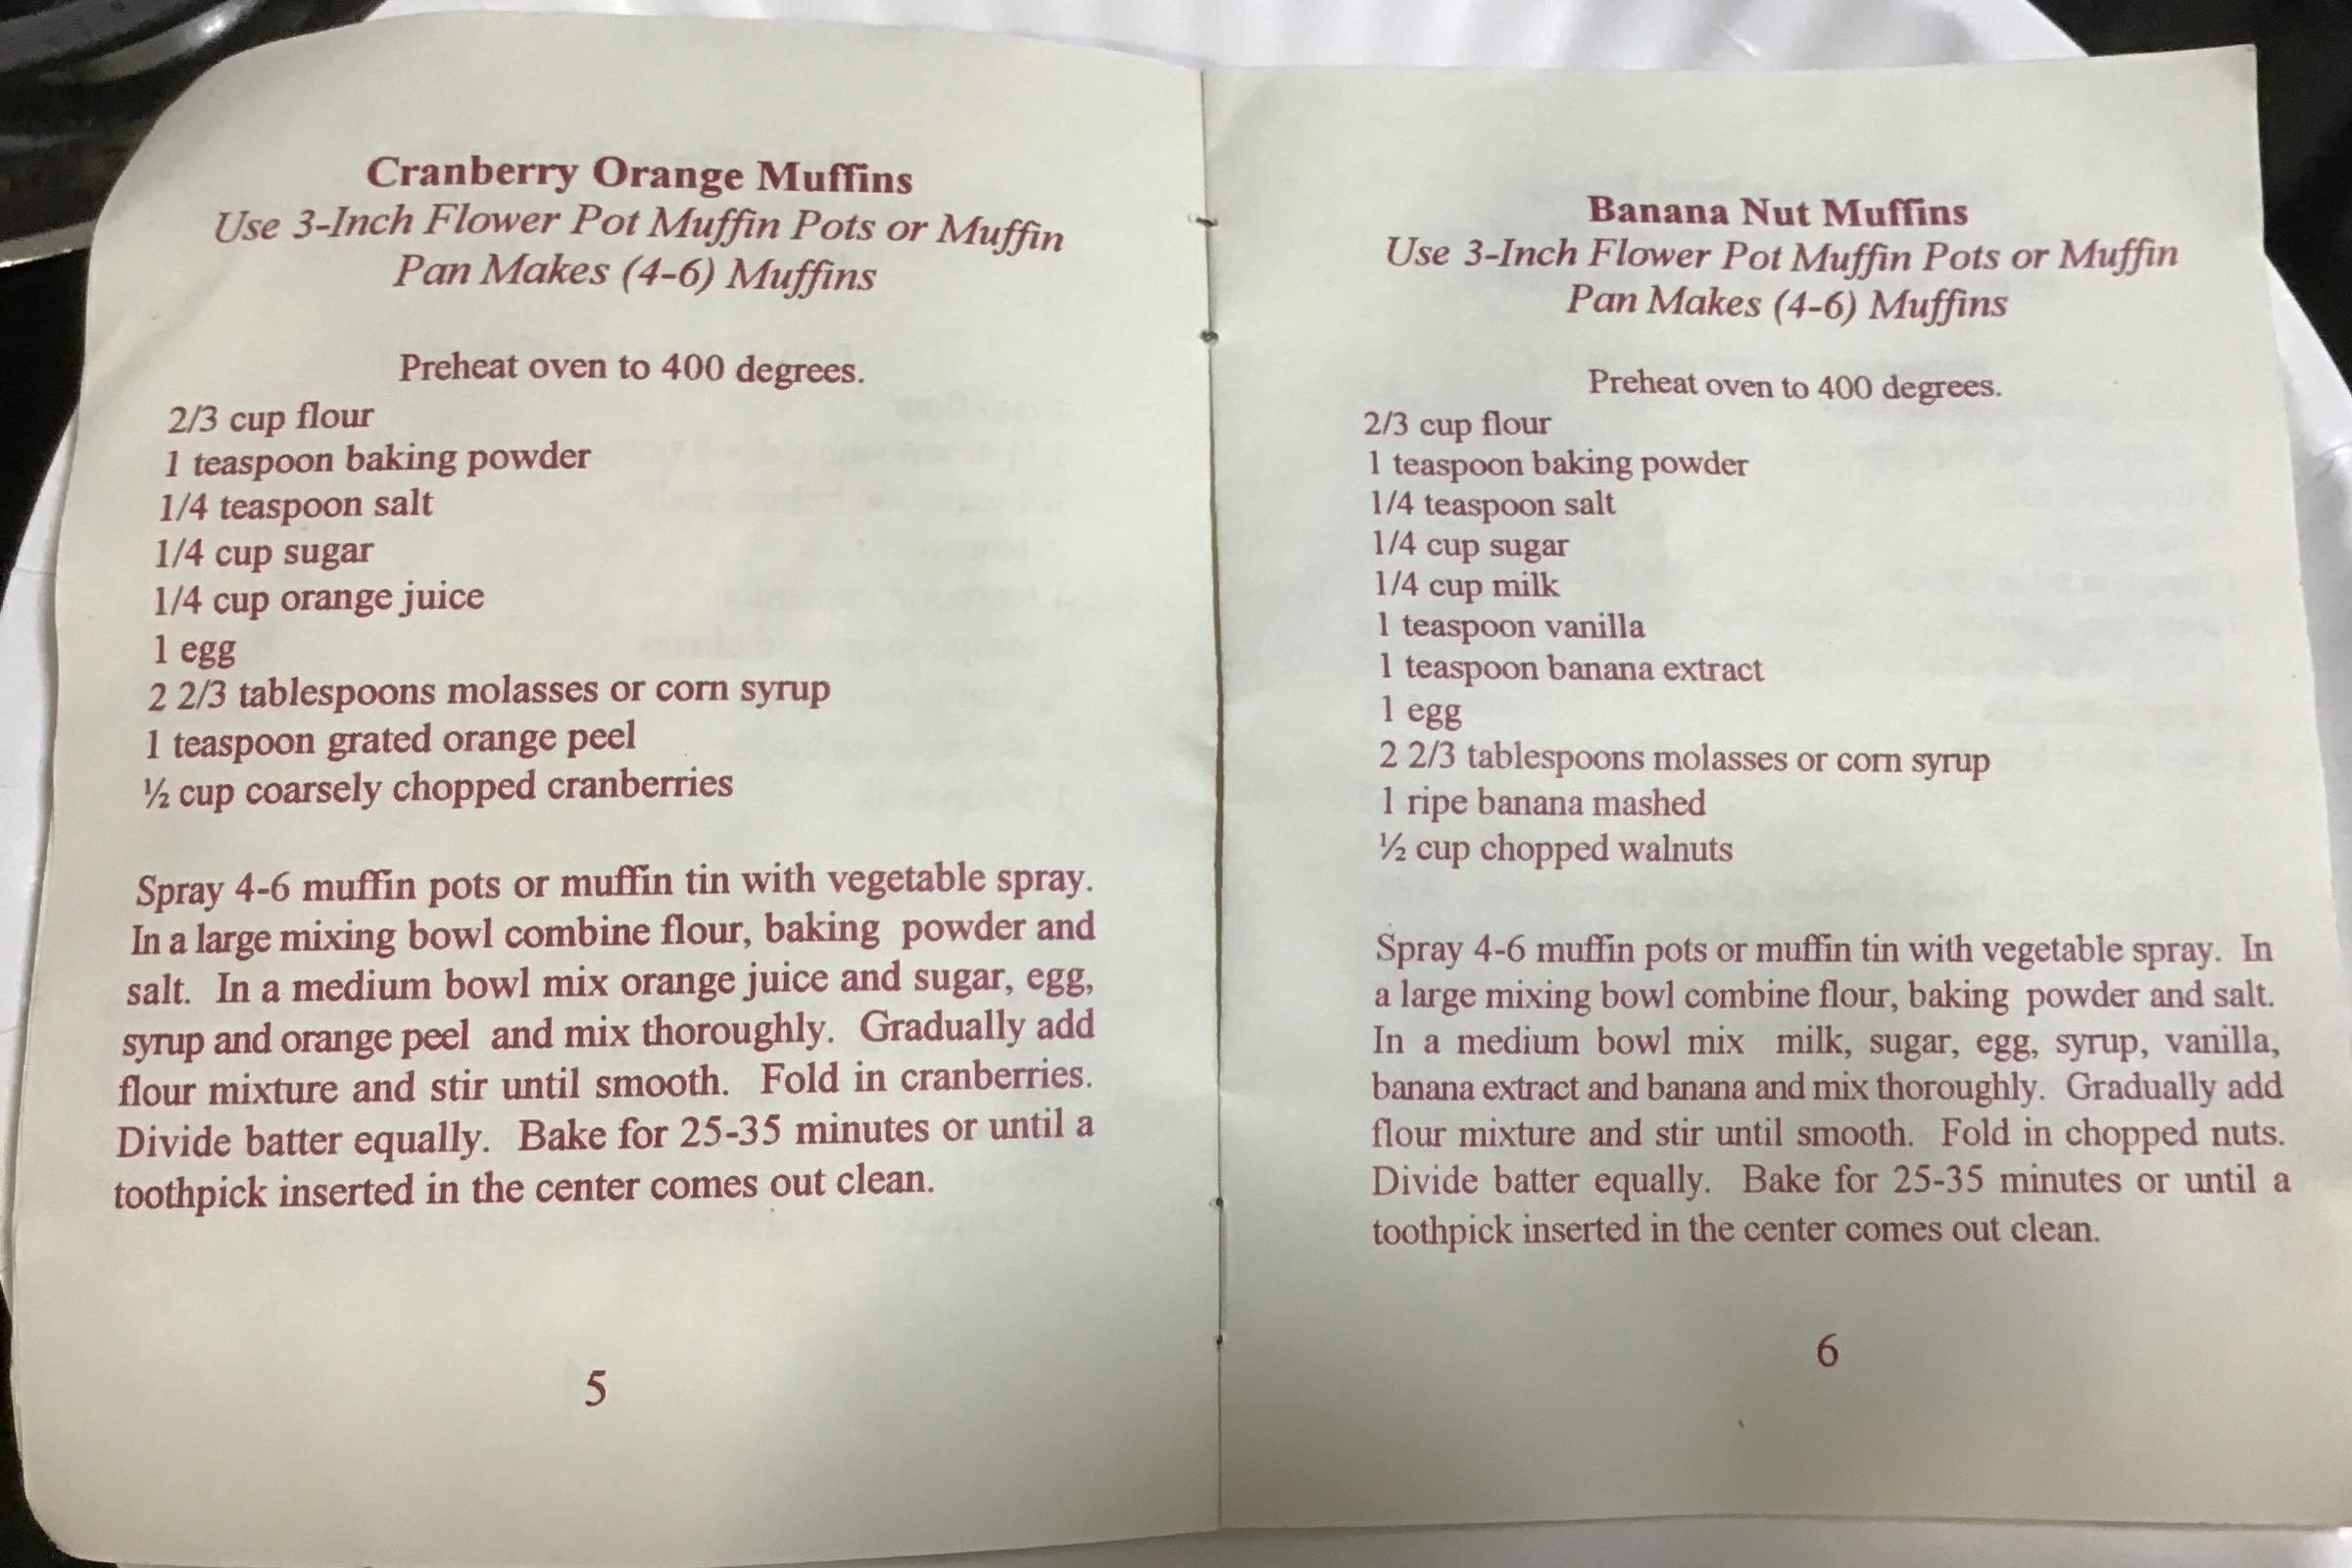 Cranberry Orange Muffins
Use 3-Inch Flower Pot Muffin Pots or Muffin
Pan Makes (4-6) Muffins
Preheat oven to 400 degrees.
2/3 cup flour
1 teaspoon baking powder
1/4 teaspoon salt
1/4 cup sugar
1/4 cup orange juice
1 egg
2 2/3 tablespoons molasses or corn syrup
1 teaspoon grated orange peel
½ cup coarsely chopped cranberries
Spray 4-6 muffin pots or muffin tin with vegetable spray.
In a large mixing bowl combine flour, baking powder and
salt. In a medium bowl mix orange juice and sugar, egg,
syrup and orange peel and mix thoroughly. Gradually add
flour mixture and stir until smooth. Fold in cranberries.
Divide batter equally. Bake for 25-35 minutes or until a
toothpick inserted in the center comes out clean.
5
Banana Nut Muffins
Use 3-Inch Flower Pot Muffin Pots or Muffin
Pan Makes (4-6) Muffins
Preheat oven to 400 degrees.
2/3 cup flour
1 teaspoon baking powder
1/4 teaspoon salt
1/4 cup sugar
1/4 cup milk
1 teaspoon vanilla
1 teaspoon banana extract
1 egg
2 2/3 tablespoons molasses or corn syrup
1 ripe banana mashed
½ cup chopped walnuts
Spray 4-6 muffin pots or muffin tin with vegetable spray. In
a large mixing bowl combine flour, baking powder and salt.
In a medium bowl mix milk, sugar, egg, syrup, vanilla,
banana extract and banana and mix thoroughly. Gradually add
flour mixture and stir until smooth. Fold in chopped nuts.
Divide batter equally. Bake for 25-35 minutes or until a
toothpick inserted in the center comes out clean.
6